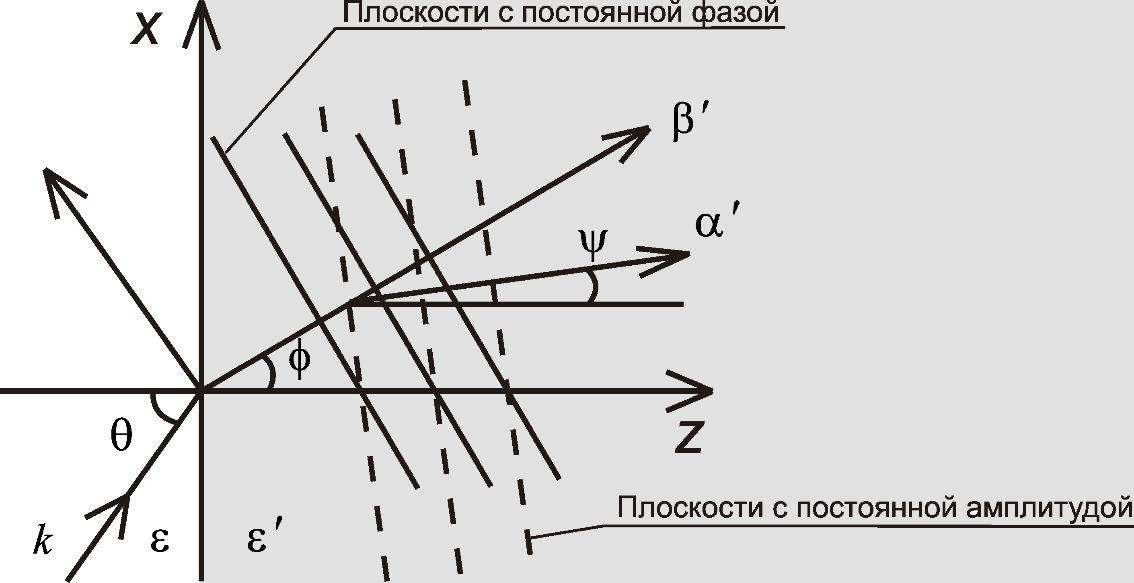 Плоскости с постоянной фазой
x
β′
α′
ψ
ϕ
θ
z
k
ε
ε′
Плоскости с постоянной амплитудой